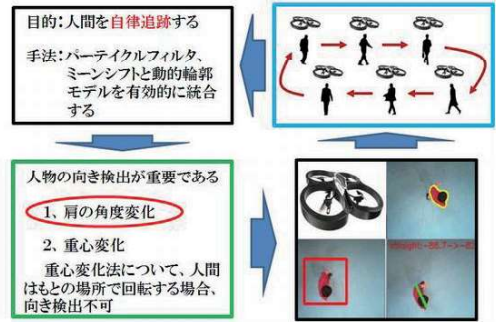 目的:人間を自律追跡する
手法:パーティクルフィルタ、
ミーンシフトと動的輪郭
モデルを有効的に統合
する
人物の向き検出が重要である
1、肩の角度変化
2、重心変化
重心変化法について、人間
はもとの場所で回転する場合、
向き検出不可